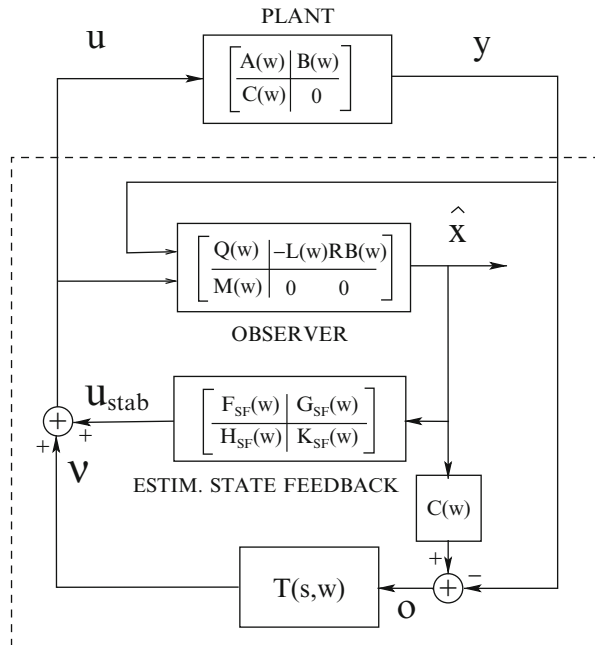 PLANT
u
y
A(w) B(w)
C(w) 0
x̂
Q(w) -L(w)RB(w)
M(w) 0 0
OBSERVER
u_stab
F_SF(w) G_SF(w)
H_SF(w) K_SF(w)
+
+ +
ν
ESTIM. STATE FEEDBACK
C(w)
+
T(s,w)
+ −
o